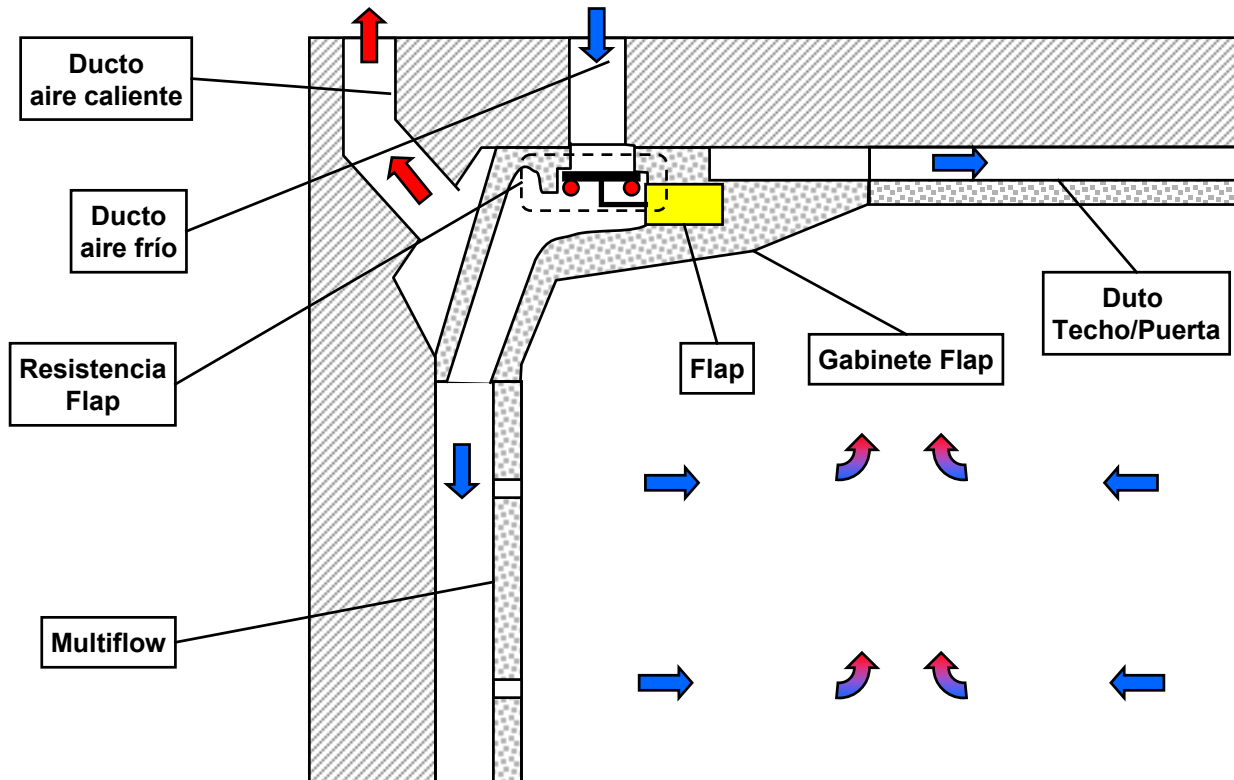 Ducto
aire caliente
Ducto
aire frío
Resistencia
Flap
Flap
Gabinete Flap
Duto
Techo/Puerta
Multiflow